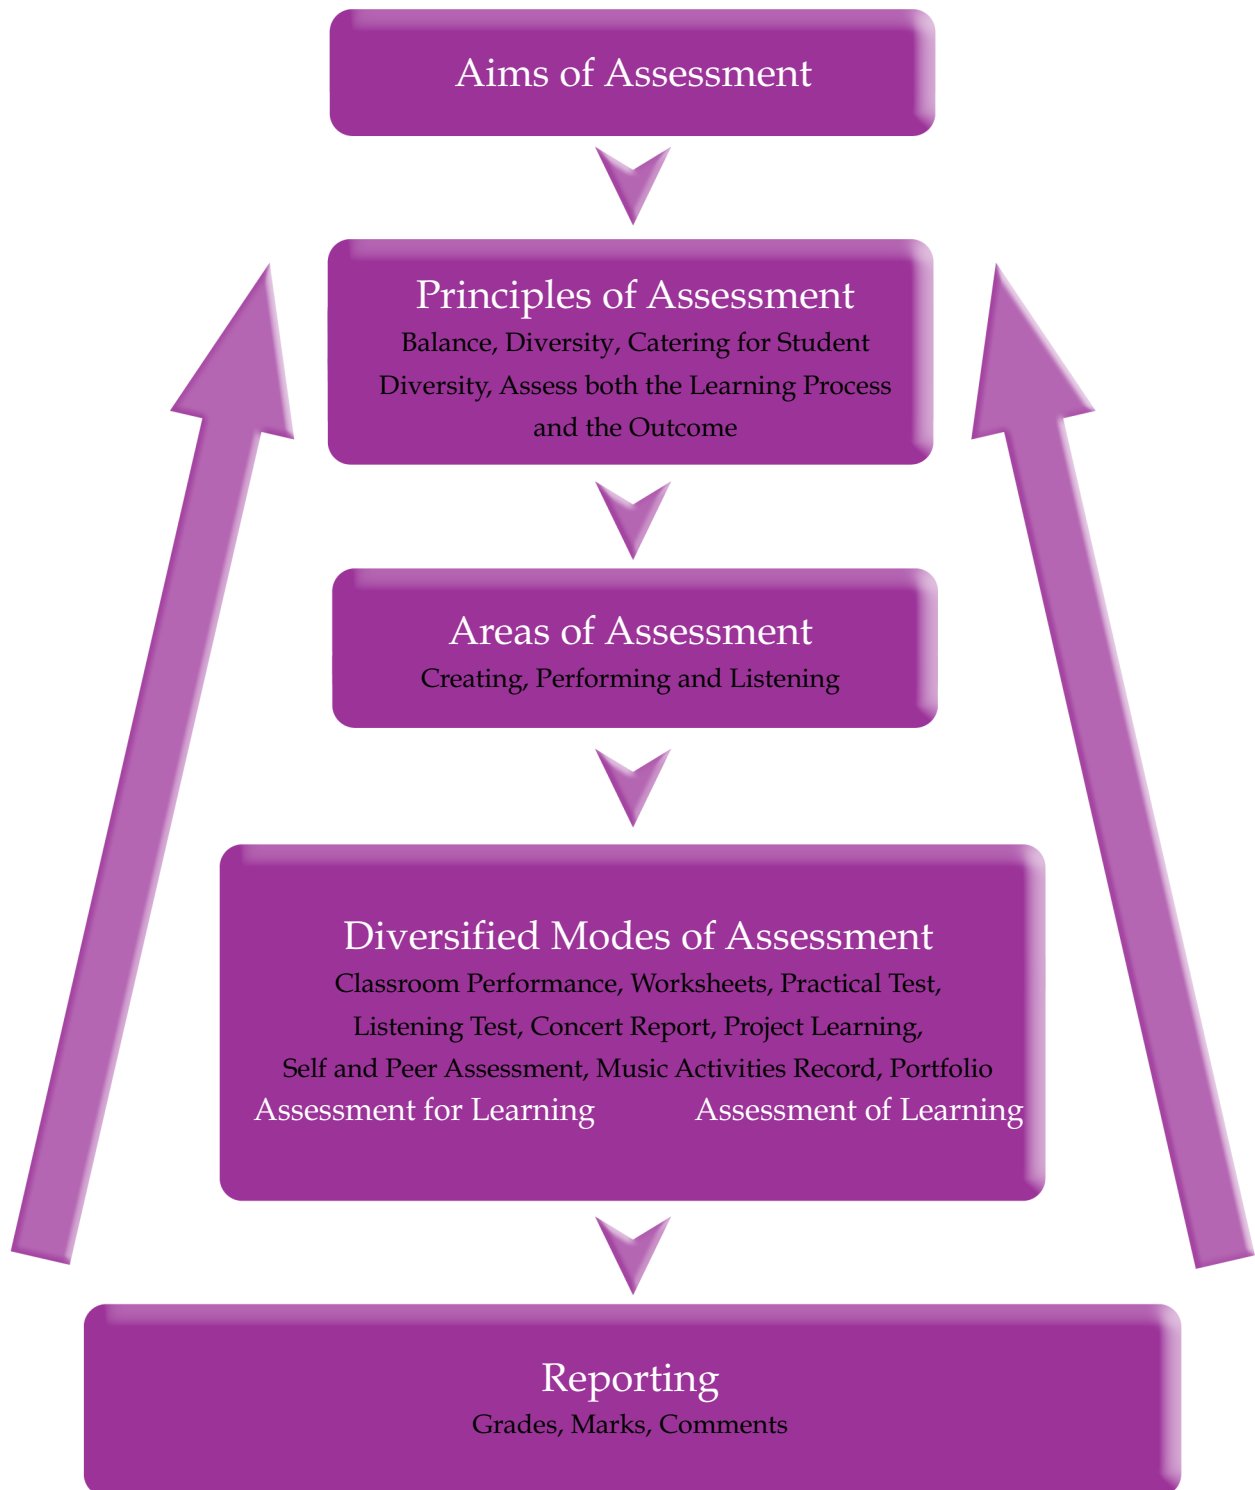 Aims of Assessment
Principles of Assessment
Balance, Diversity, Catering for Student
Diversity, Assess both the Learning Process
and the Outcome
Areas of Assessment
Creating, Performing and Listening
Diversified Modes of Assessment
Classroom Performance, Worksheets, Practical Test,
Listening Test, Concert Report, Project Learning,
Self and Peer Assessment, Music Activities Record, Portfolio
Assessment for Learning Assessment of Learning
Reporting
Grades, Marks, Comments